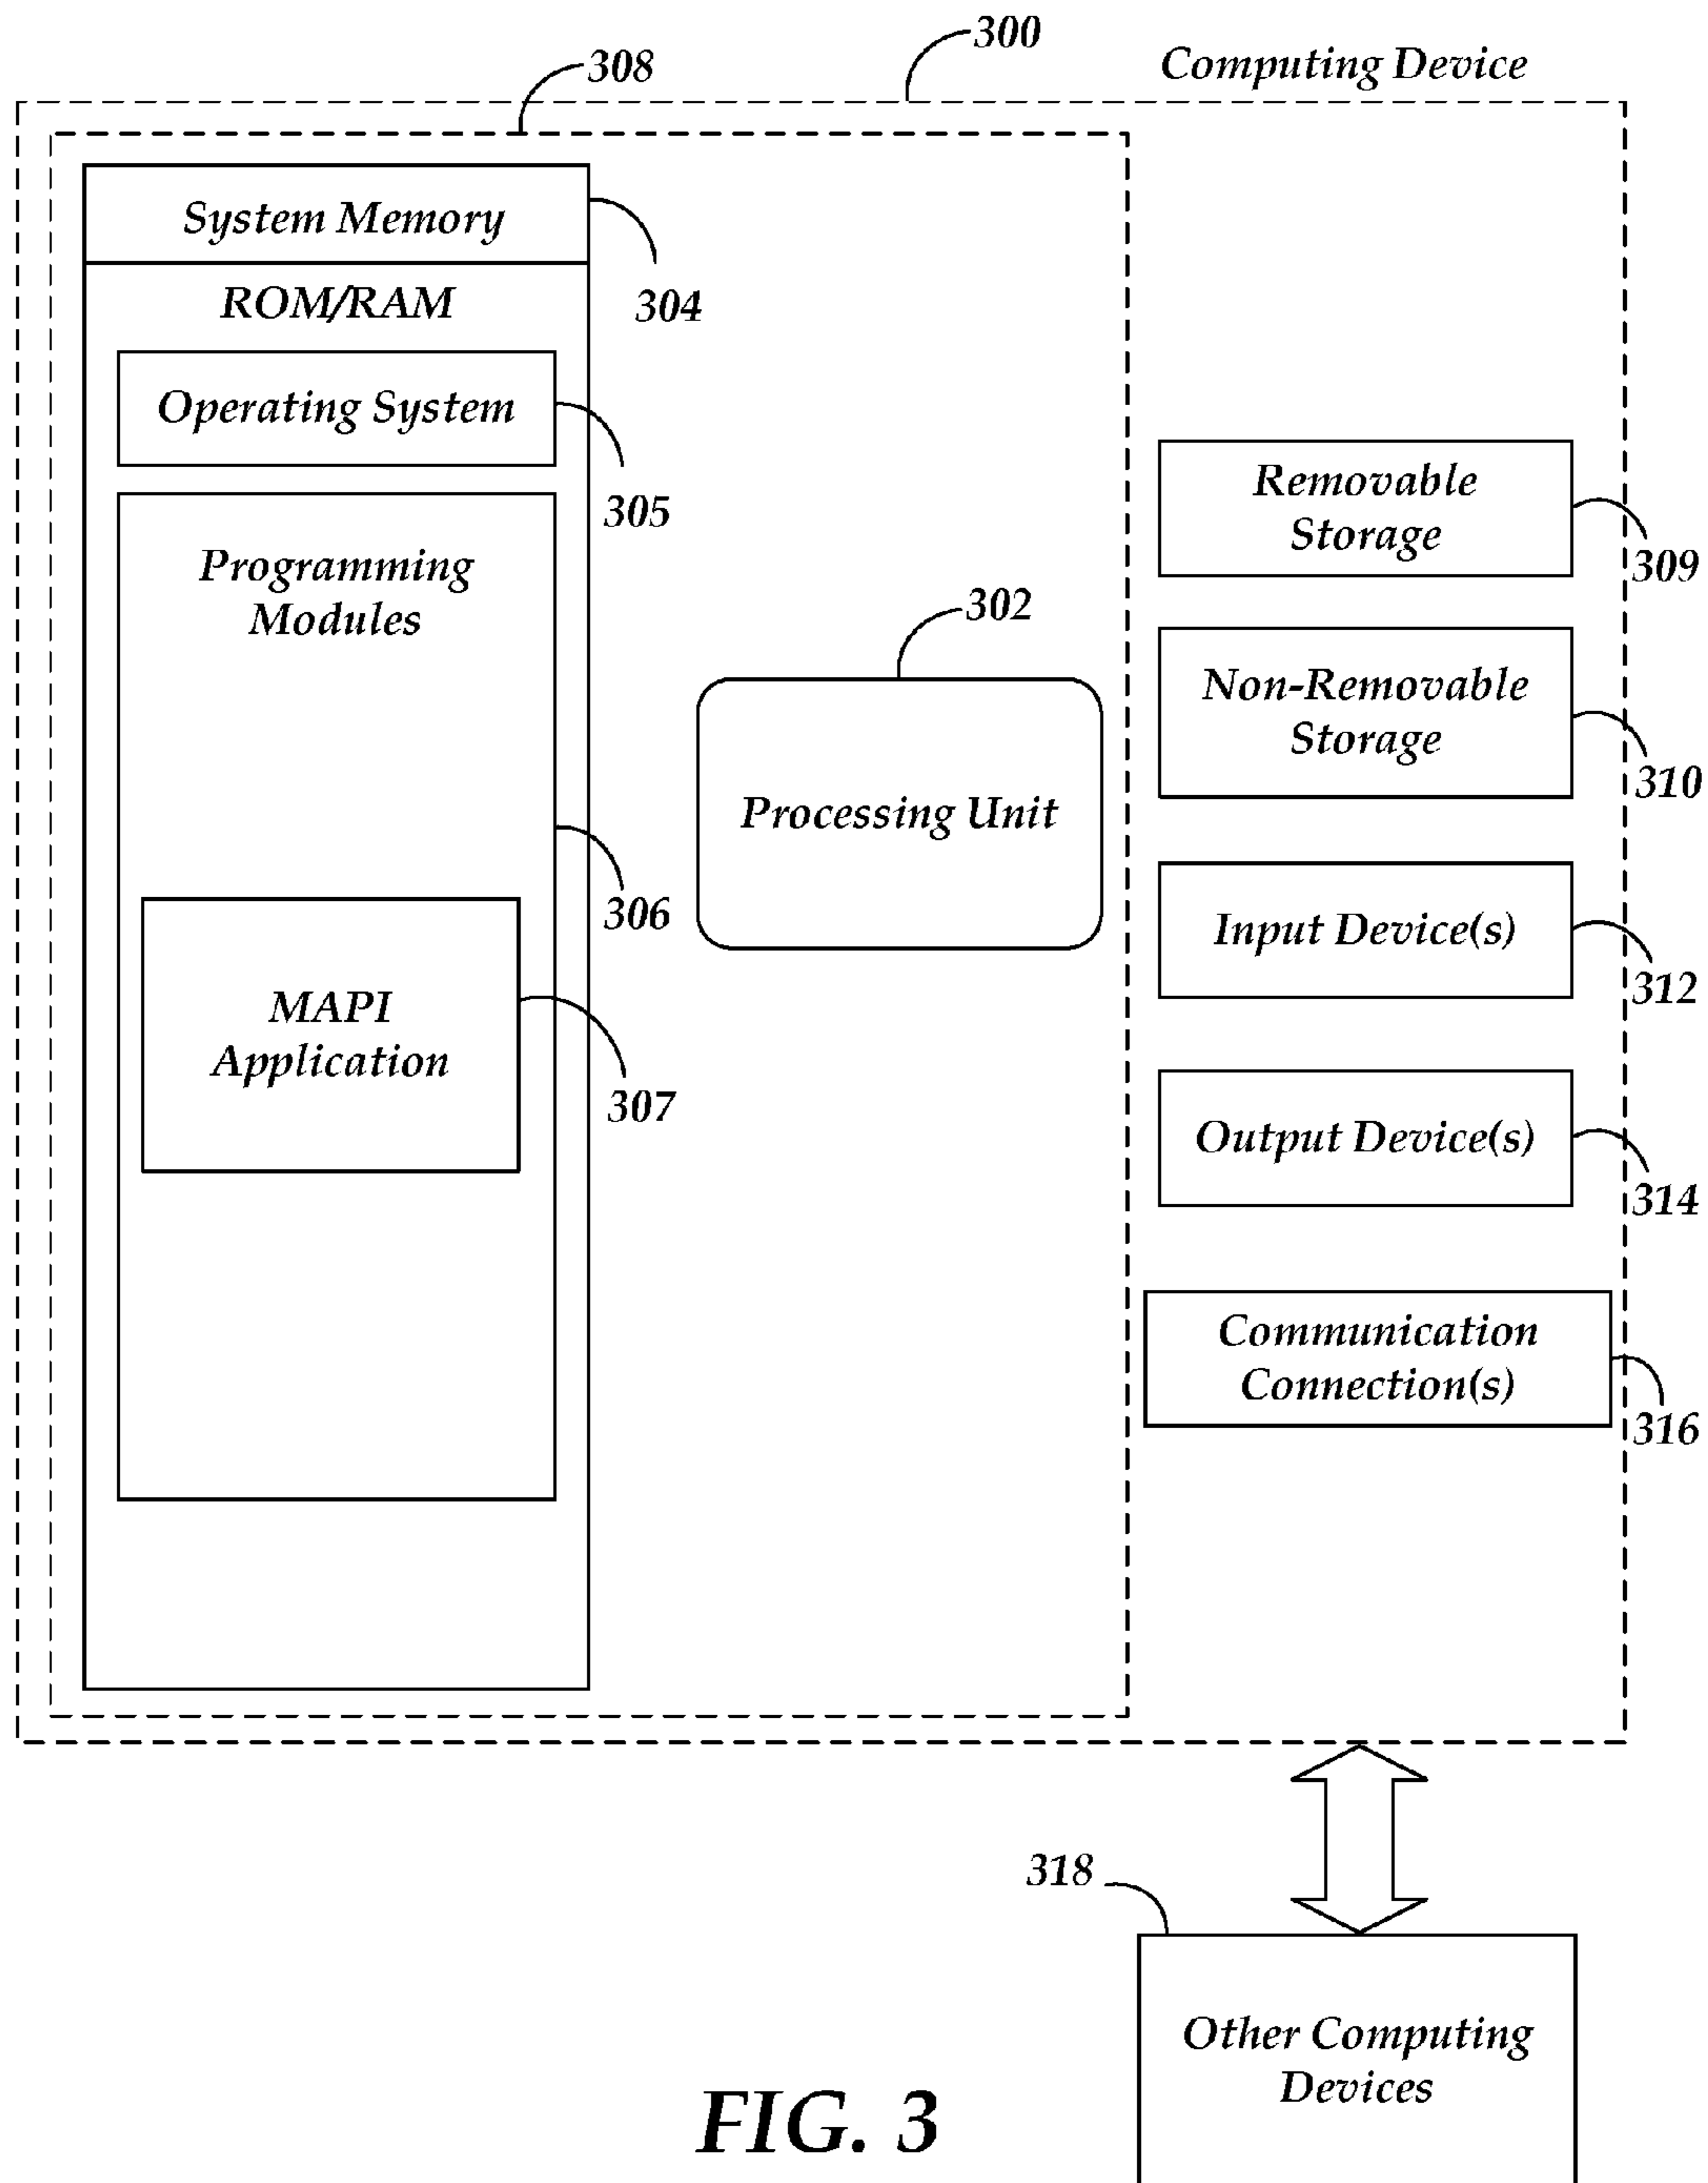 300
Computing Device
308
System Memory
304
ROM/RAM
Operating System
305
Programming
Modules
306
MAPI
Application
307
302
Processing Unit
Removable
Storage
309
Non-Removable
Storage
310
Input Device(s)
312
Output Device(s)
314
Communication
Connection(s)
316
318
Other Computing
Devices
FIG. 3